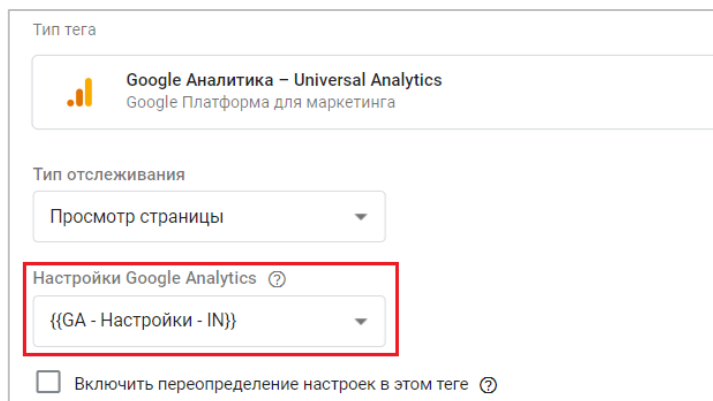 Тип тега
Google Аналитика – Universal Analytics
Google Платформа для маркетинга
Тип отслеживания
Просмотр страницы
Настройки Google Analytics
{{GA - Настройки - IN}}
Включить переопределение настроек в этом теге